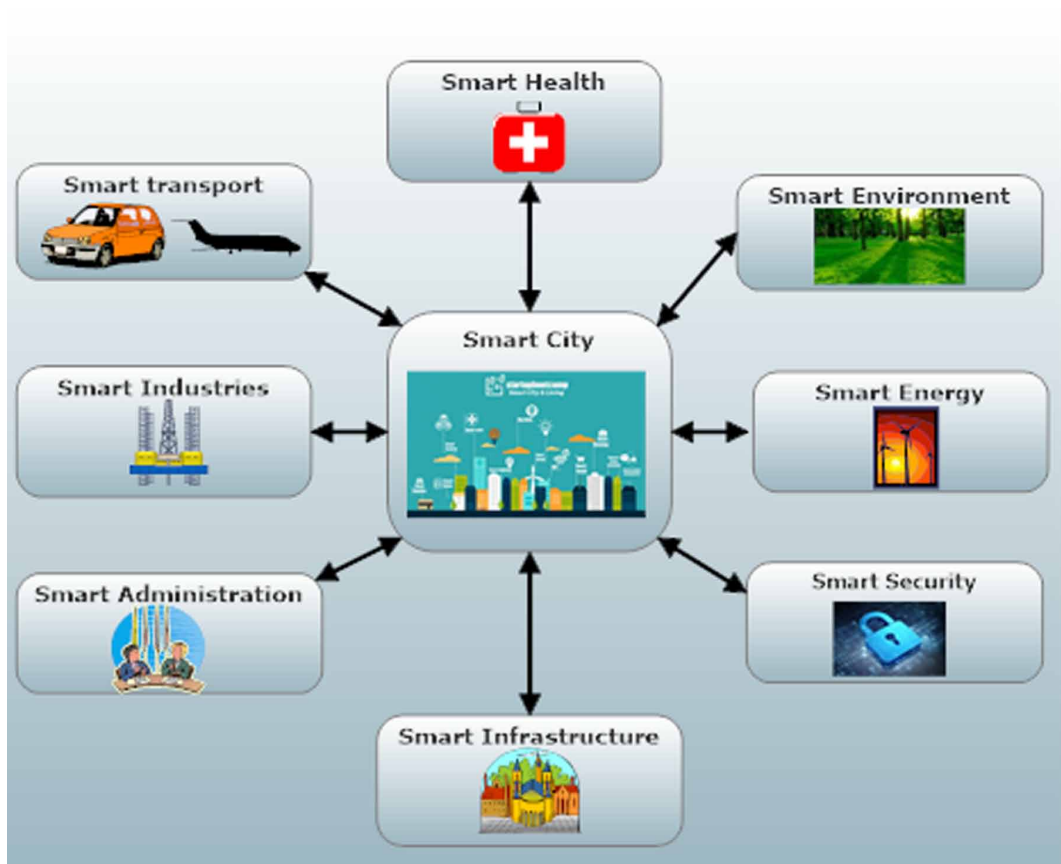 Smart Health
Smart transport
Smart Environment
Smart City
Smart Industries
Smart Energy
Smart Administration
Smart Security
Smart Infrastructure